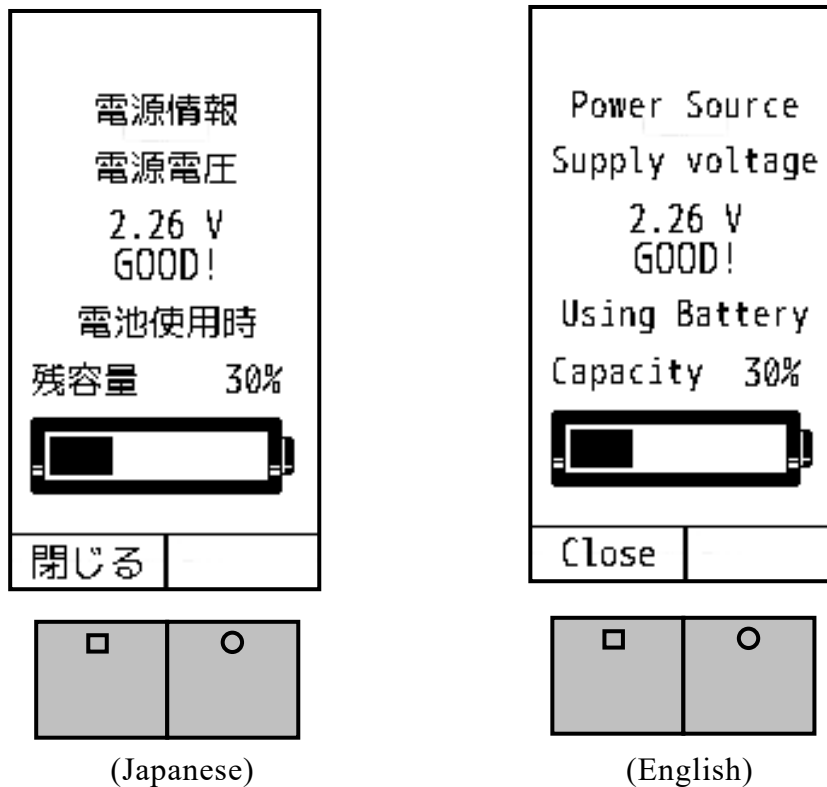 電源情報
電源電圧
2.26 V
GOOD!
電池使用時
残容量 30%
閉じる
(Japanese)
Power Source
Supply voltage
2.26 V
GOOD!
Using Battery
Capacity 30%
Close
(English)